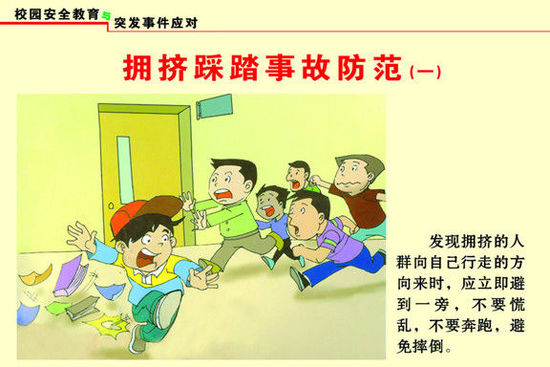 校园安全教育与突发事件应对
拥挤踩踏事故防范(一)
发现拥挤的人
群向自己行走的方
向来时，应立即避
到一旁，不要慌
乱，不要奔跑，避
免摔倒。